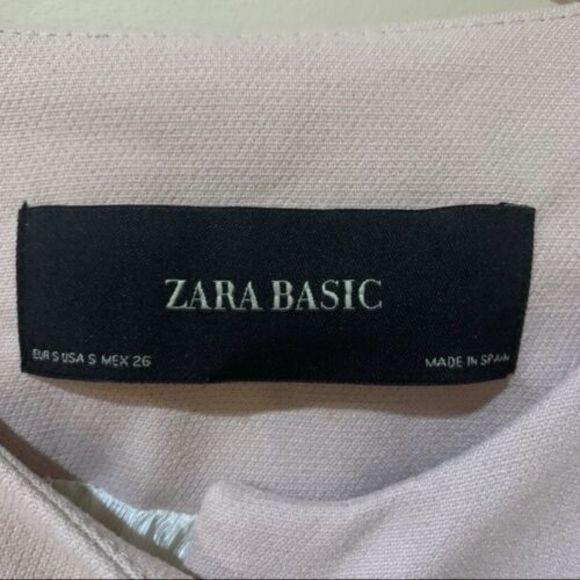 ZARA BASIC
EUR S USA S MEX 26
MADE IN SPAIN